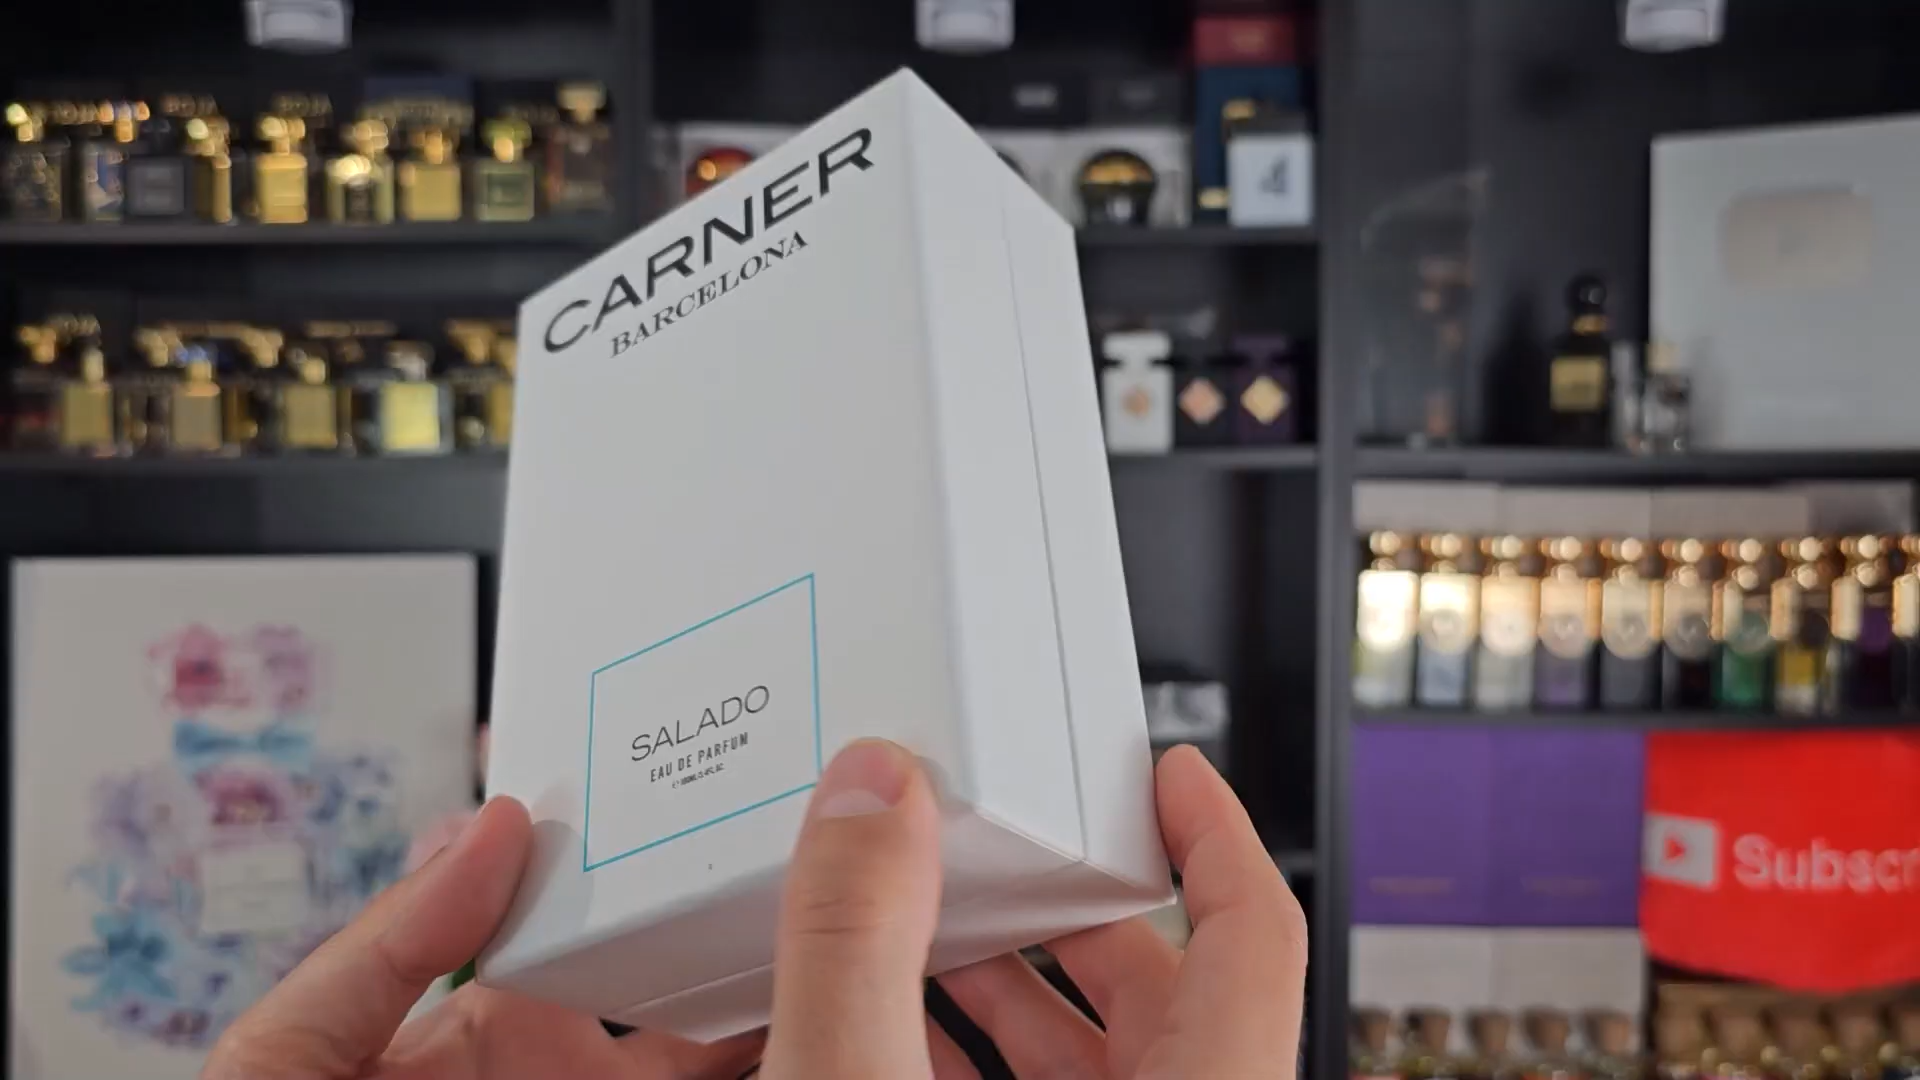 CARNER
BARCELONA
SALADO
EAU DE PARFUM
Subscr